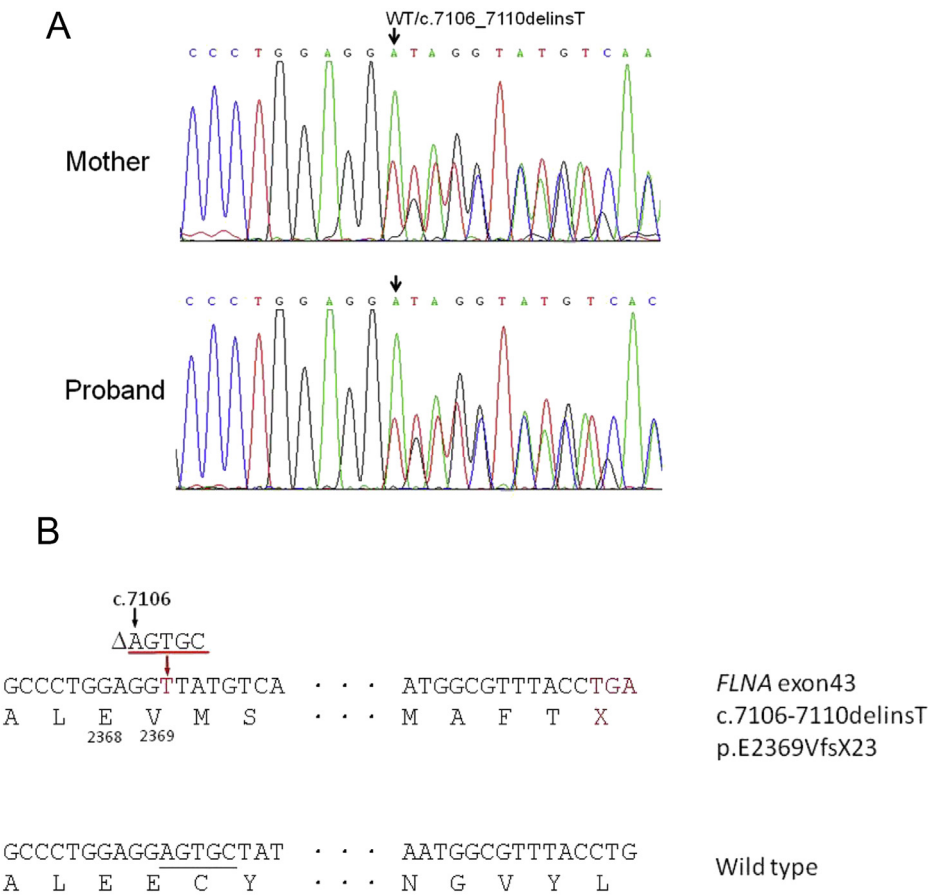 A
WT/c.7106_7110delinsT
C C C T G G A G G A T A G G T A T G T C A A
Mother
C C C T G G A G G A T A G G T A T G T C A C
Proband
B
c.7106
ΔAGTGC
GCCCTGGAGGTTATGTCA · · · ATGGCGTTTACCTGA
FLNA exon43
A L E V M S · · · M A F T X
c.7106-7110delinsT
2368 2369
p.E2369VfsX23
GCCCTGGAGGAGTGCTAT · · · AATGGCGTTTACCTG
Wild type
A L E E C Y · · · N G V Y L